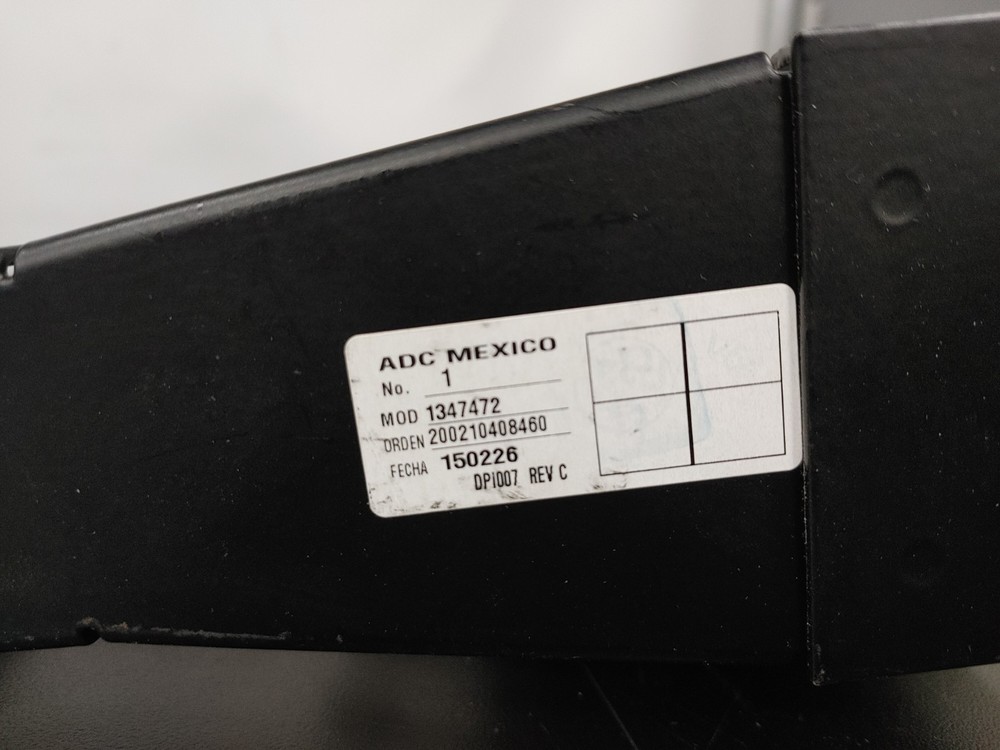 ADC MEXICO
No. 1
MOD 1347472
ORDEN 200210408460
FECHA 150226
DPI007 REV C